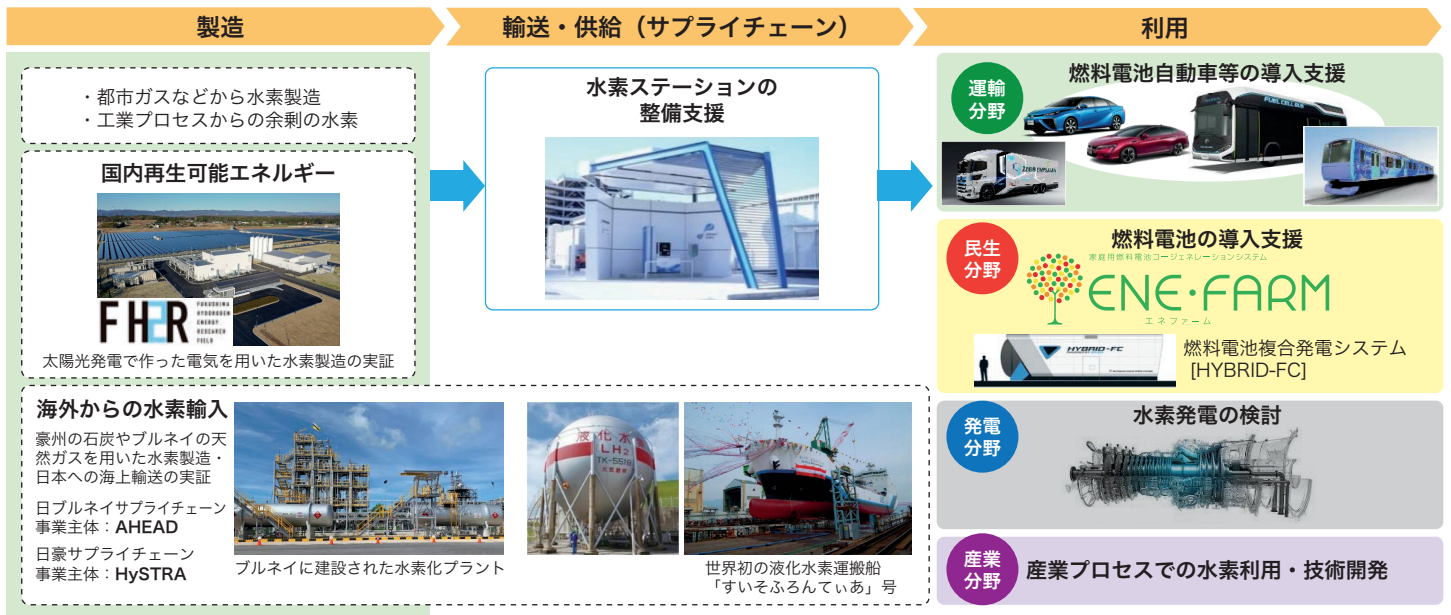 製造
輸送・供給（サプライチェーン）
利用
・都市ガスなどから水素製造
・工業プロセスからの余剰の水素
国内再生可能エネルギー
FH2R
FUKUSHIMA
HYDROGEN
ENERGY
RESEARCH
FIELD
太陽光発電で作った電気を用いた水素製造の実証
海外からの水素輸入
豪州の石炭やブルネイの天
然ガスを用いた水素製造・
日本への海上輸送の実証
日ブルネイサプライチェーン
事業主体：AHEAD
日豪サプライチェーン
事業主体：HySTRA
ブルネイに建設された水素化プラント
液化水
LH2
TK-5516
世界初の液化水素運搬船
「すいそふろんてぃあ」号
水素ステーションの
整備支援
運輸
分野
燃料電池自動車等の導入支援
FUEL CELL BUS
民生
分野
燃料電池の導入支援
家庭用燃料電池コージェネレーションシステム
ENE・FARM
エネファーム
HYBRID-FC
燃料電池複合発電システム
[HYBRID-FC]
発電
分野
水素発電の検討
産業
分野
産業プロセスでの水素利用・技術開発